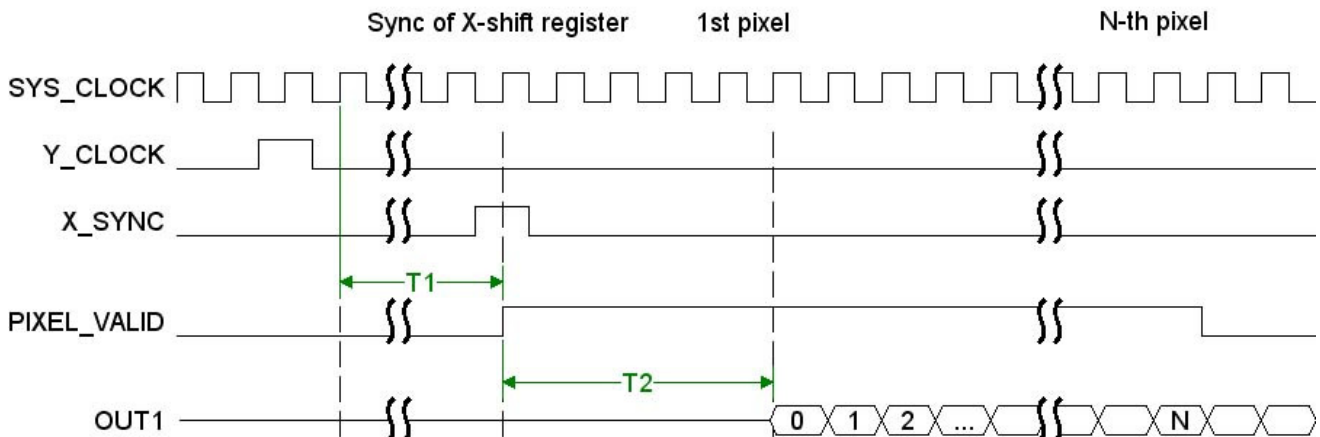 Sync of X-shift register 1st pixel N-th pixel
SYS_CLOCK
Y_CLOCK
X_SYNC
T1
PIXEL_VALID
T2
OUT1 0 1 2 ... N